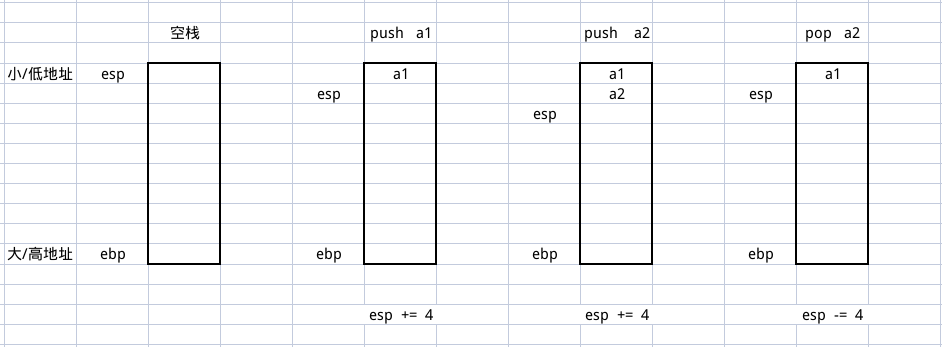 空栈 push a1 push a2 pop a2
小/低地址 esp a1 a1 a1
esp a2 esp
esp
大/高地址 ebp ebp ebp ebp
esp += 4 esp += 4 esp -= 4